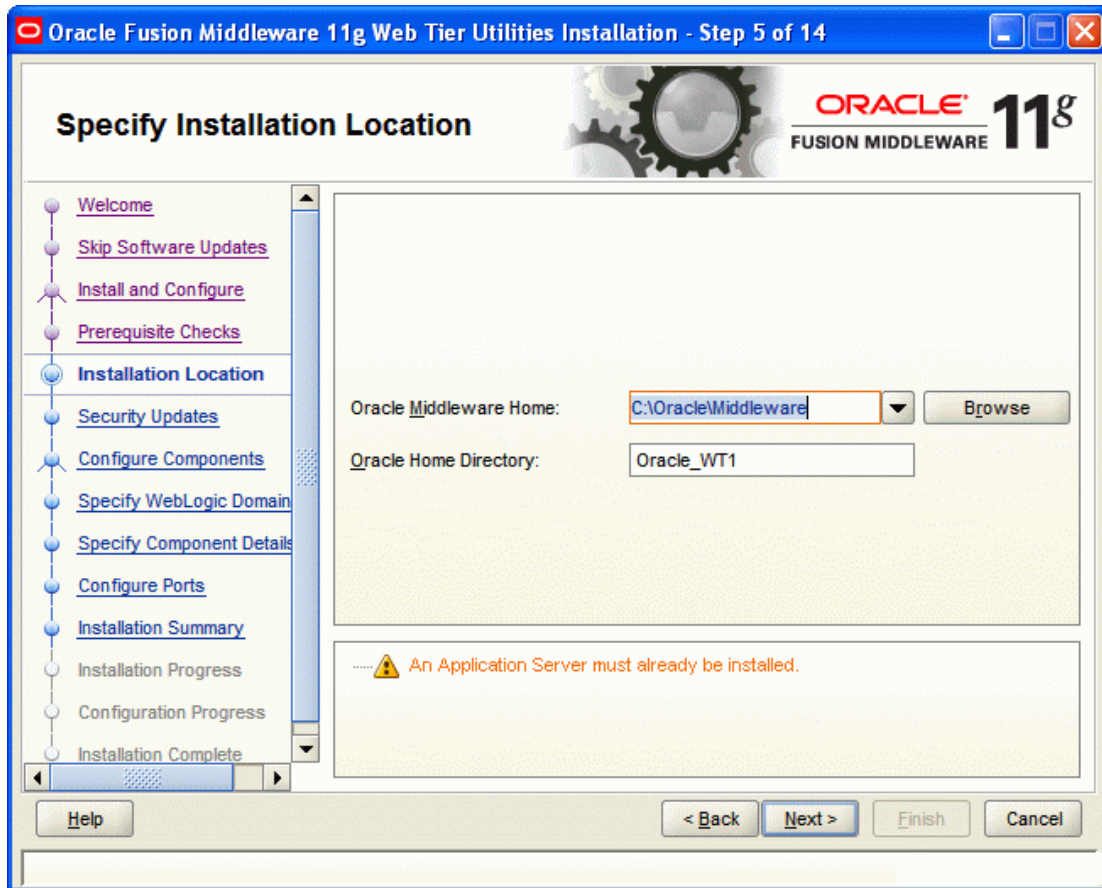 Oracle Fusion Middleware 11g Web Tier Utilities Installation - Step 5 of 14
Specify Installation Location
ORACLE
FUSION MIDDLEWARE 11g
Welcome
Skip Software Updates
Install and Configure
Prerequisite Checks
Installation Location
Security Updates
Configure Components
Specify WebLogic Domain
Specify Component Details
Configure Ports
Installation Summary
Installation Progress
Configuration Progress
Installation Complete
Oracle Middleware Home: C:\Oracle\Middleware Browse
Oracle Home Directory: Oracle_WT1
An Application Server must already be installed.
Help < Back Next > Finish Cancel